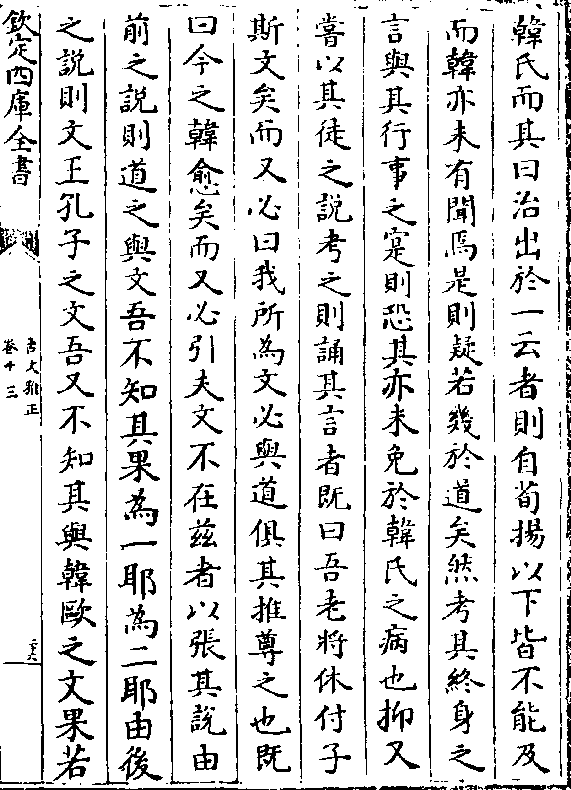 韓氏而其曰治出於一云者則自荀揚以下皆不能及
而韓亦未有聞焉是則疑若幾於道矣然考其終身之
言與其行事之寔則恐其亦未免於韓氏之病也抑又
嘗以其徒之説考之則誦其言者既曰吾老將休付子
斯文矣而又必曰我所為文必與道俱其推尊之也既
曰今之韓愈矣而又必引夫文不在兹者以張其説由
前之説則道之與文吾不知其果為一耶為二耶由後
之説則文王孔子之文吾又不知其與韓歐之文果若
欽定四庫全書
古文雅正
卷十三